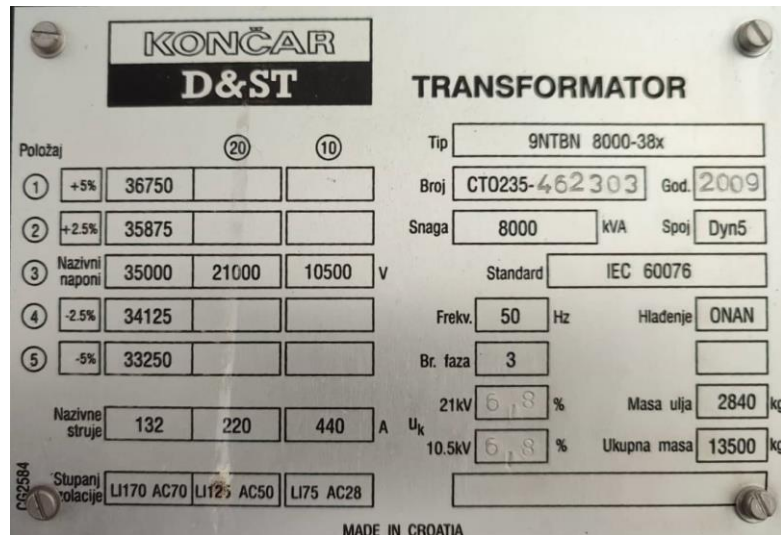 KONČAR
D&ST
TRANSFORMATOR
Položaj 20 10
1 +5% 36750
2 +2.5% 35875
3 Nazivni naponi 35000 21000 10500 V
4 -2.5% 34125
5 -5% 33250
Nazivne struje 132 220 440 A
Stupanj izolacije LI170 AC70 LI125 AC50 LI75 AC28
CG2584
Tip 9NTBN 8000-38x
Broj CTO235-462303 God. 2009
Snaga 8000 kVA Spoj Dyn5
Standard IEC 60076
Frekv. 50 Hz Hlađenje ONAN
Br. faza 3
uk
21kV 6,8 % Masa ulja 2840 kg
10.5kV 6,8 % Ukupna masa 13500 kg
MADE IN CROATIA